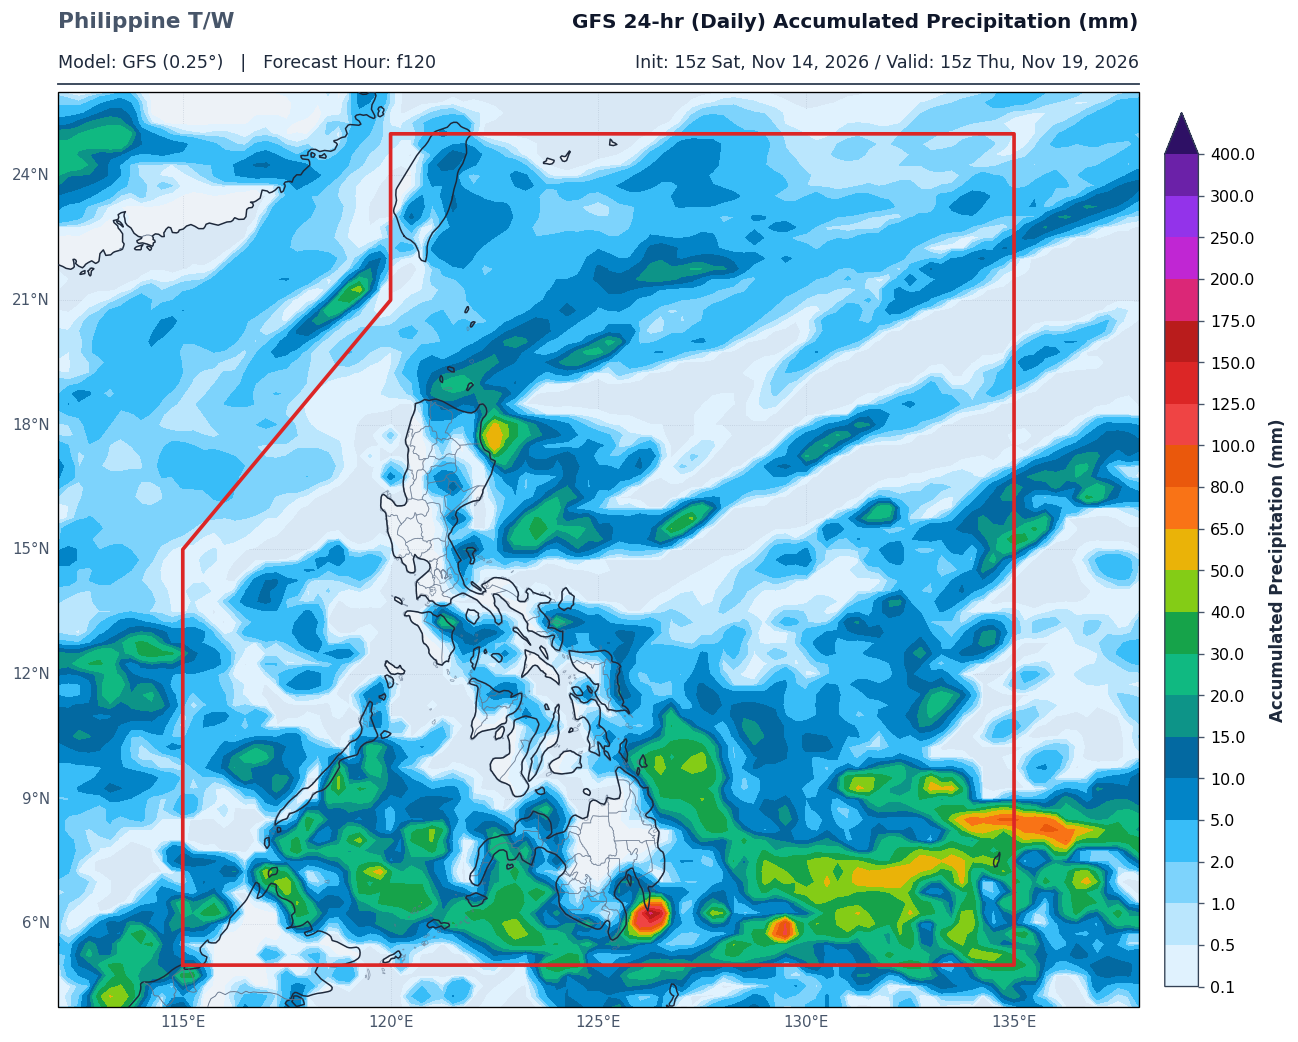 Philippine T/W
GFS 24-hr (Daily) Accumulated Precipitation (mm)
Model: GFS (0.25°)   |   Forecast Hour: f120
Init: 15z Sat, Nov 14, 2026 / Valid: 15z Thu, Nov 19, 2026
24°N
21°N
18°N
15°N
12°N
9°N
6°N
115°E
120°E
125°E
130°E
135°E
400.0
300.0
250.0
200.0
175.0
150.0
125.0
100.0
80.0
65.0
50.0
40.0
30.0
20.0
15.0
10.0
5.0
2.0
1.0
0.5
0.1
Accumulated Precipitation (mm)